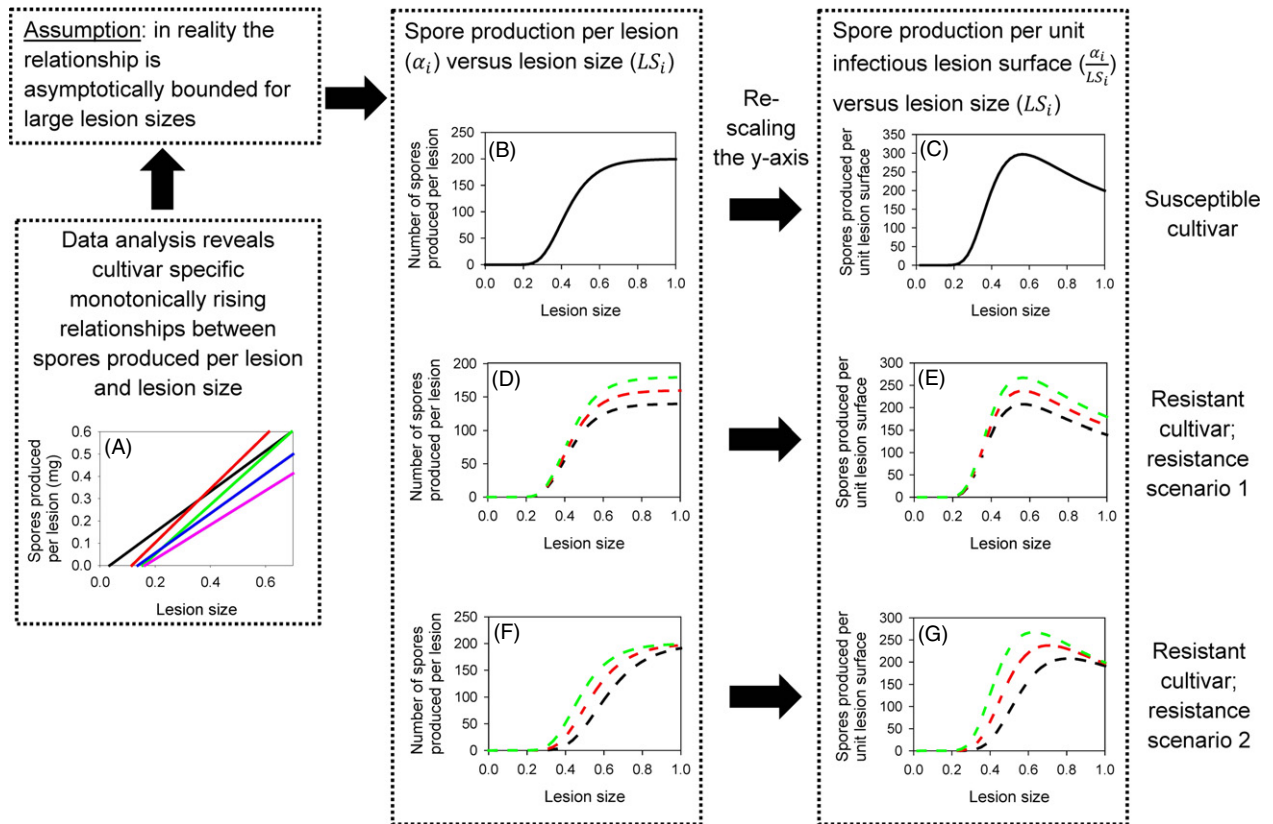 Assumption: in reality the
relationship is
asymptotically bounded for
large lesion sizes
Data analysis reveals
cultivar specific
monotonically rising
relationships between
spores produced per lesion
and lesion size
(A)
Spores produced
per lesion (mg)
0.6
0.5
0.4
0.3
0.2
0.1
0.0
0.0 0.2 0.4 0.6
Lesion size
Spore production per lesion
(α_i) versus lesion size (LS_i)
(B)
Number of spores
produced per lesion
250
200
150
100
50
0
0.0 0.2 0.4 0.6 0.8 1.0
Lesion size
(D)
Number of spores
produced per lesion
200
150
100
50
0
0.0 0.2 0.4 0.6 0.8 1.0
Lesion size
(F)
Number of spores
produced per lesion
250
200
150
100
50
0
0.0 0.2 0.4 0.6 0.8 1.0
Lesion size
Re-
scaling
the y-axis
Spore production per unit
infectious lesion surface (α_i/LS_i)
versus lesion size (LS_i)
(C)
Spores produced per
unit lesion surface
350
300
250
200
150
100
50
0
0.0 0.2 0.4 0.6 0.8 1.0
Lesion size
(E)
Spores produced per
unit lesion surface
300
250
200
150
100
50
0
0.0 0.2 0.4 0.6 0.8 1.0
Lesion size
(G)
Spores produced per
unit lesion surface
300
250
200
150
100
50
0
0.0 0.2 0.4 0.6 0.8 1.0
Lesion size
Susceptible
cultivar
Resistant
cultivar;
resistance
scenario 1
Resistant
cultivar;
resistance
scenario 2